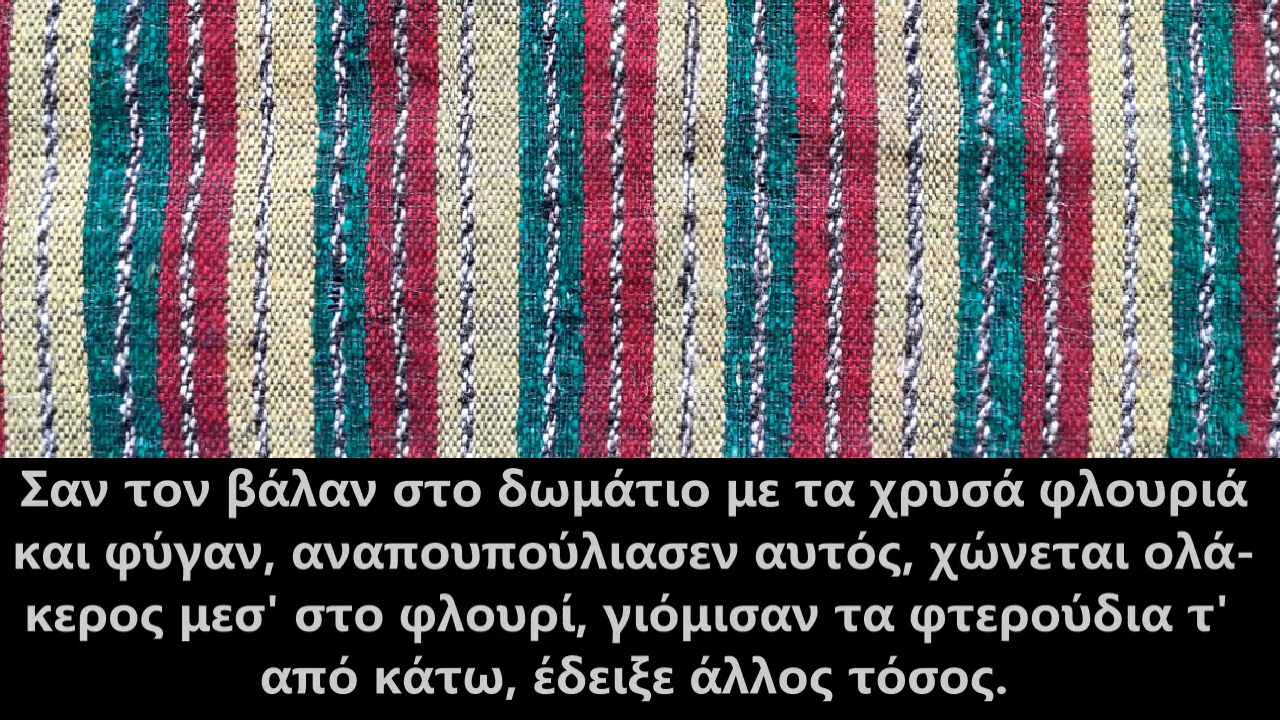 Σαν τον βάλαν στο δωμάτιο με τα χρυσά φλουριά
και φύγαν, αναπουπούλιασεν αυτός, χώνεται ολά-
κερος μεσ' στο φλουρί, γιόμισαν τα φτερούδια τ'
από κάτω, έδειξε άλλος τόσος.